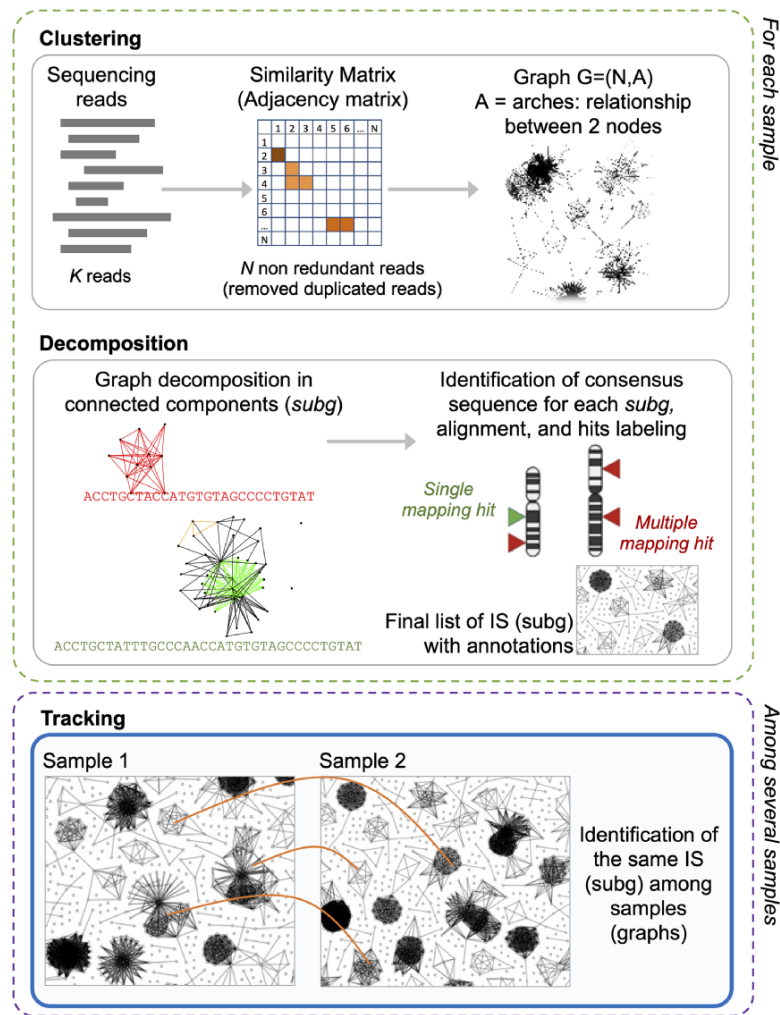 For each sample
Clustering
Sequencing
reads
K reads
Similarity Matrix
(Adjacency matrix)
1 2 3 4 5 6 ... N
1
2
3
4
5
6
...
N
N non redundant reads
(removed duplicated reads)
Graph G=(N,A)
A = arches: relationship
between 2 nodes
Decomposition
Graph decomposition in
connected components (subg)
ACCTGCTACCATGTGTAGCCCCTGTAT
ACCTGCTATTTGCCCAACCATGTGTAGCCCCTGTAT
Identification of consensus
sequence for each subg,
alignment, and hits labeling
Single
mapping hit
Multiple
mapping hit
Final list of IS (subg)
with annotations
Among several samples
Tracking
Sample 1
Sample 2
Identification of
the same IS
(subg) among
samples
(graphs)